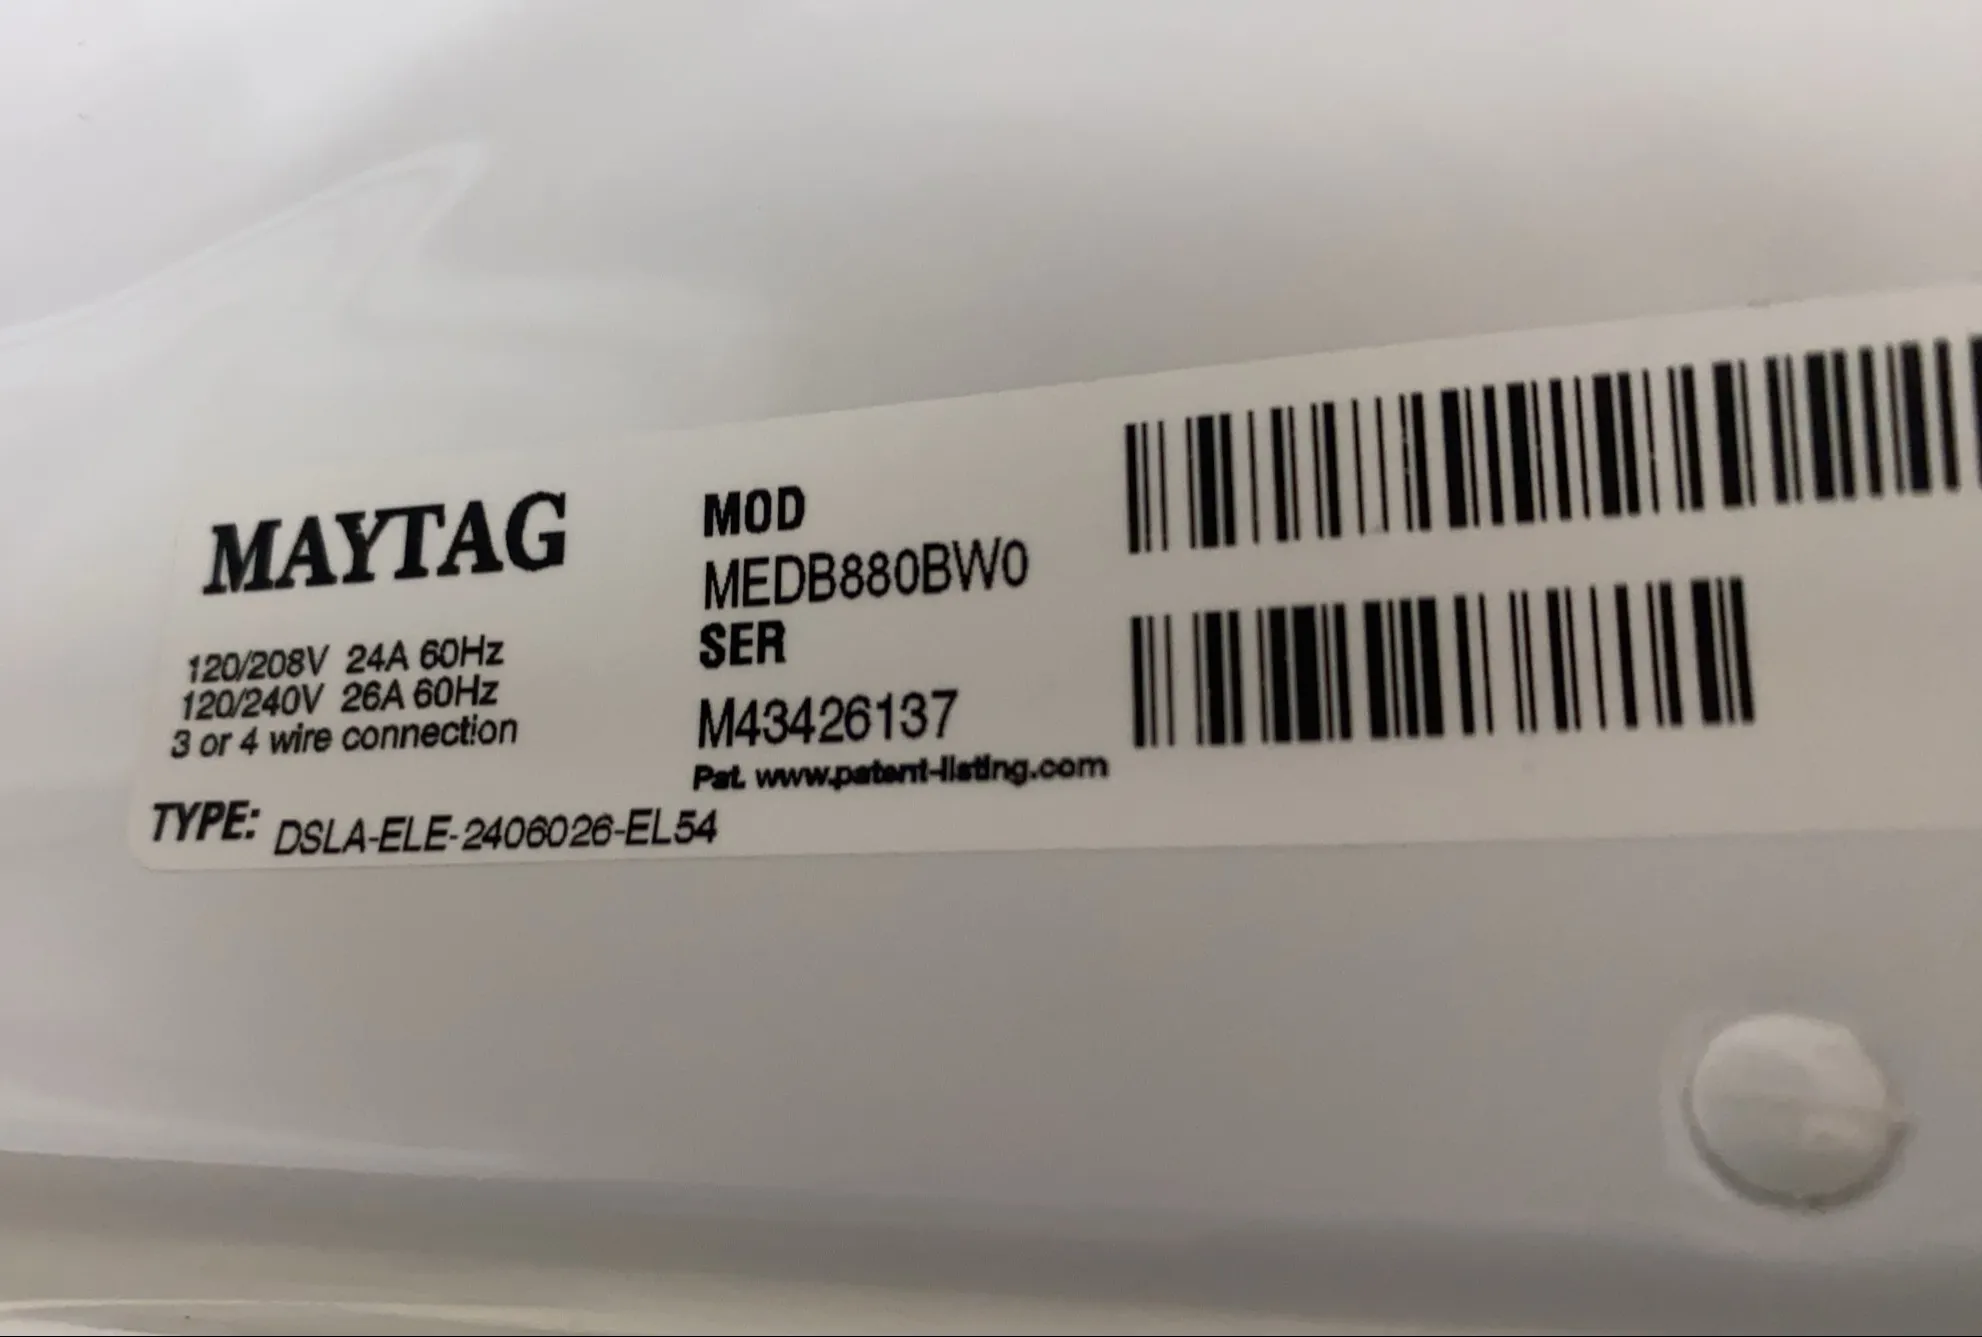 MAYTAG
120/208V 24A 60Hz
120/240V 26A 60Hz
3 or 4 wire connection
MOD
MEDB880BW0
SER
M43426137
Pat. www.patent-listing.com
TYPE: DSLA-ELE-2406026-EL54